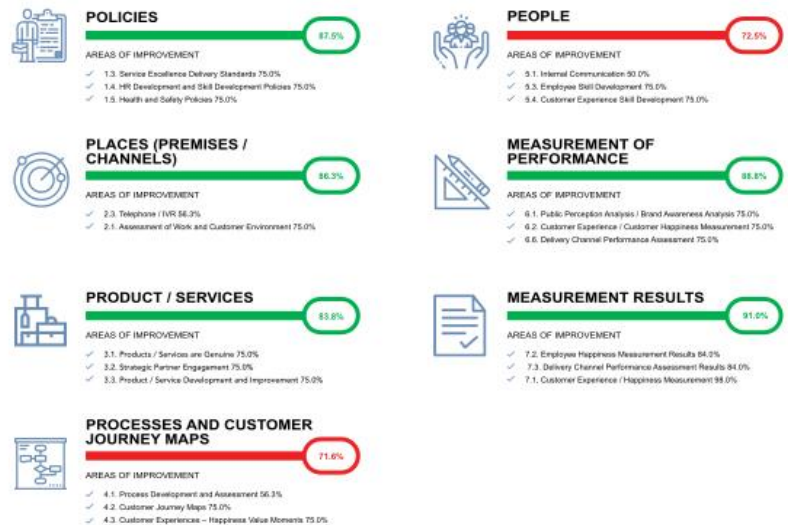 POLICIES
87.5%
AREAS OF IMPROVEMENT
1.3. Service Excellence Delivery Standards 75.0%
1.4. HR Development and Skill Development Policies 75.0%
1.5. Health and Safety Policies 75.0%
PLACES (PREMISES /
CHANNELS)
86.3%
AREAS OF IMPROVEMENT
2.3. Telephone / IVR 56.3%
2.1. Assessment of Work and Customer Environment 75.0%
PRODUCT / SERVICES
83.8%
AREAS OF IMPROVEMENT
3.1. Products / Services are Genuine 75.0%
3.2. Strategic Partner Engagement 75.0%
3.3. Product / Service Development and Improvement 75.0%
PROCESSES AND CUSTOMER
JOURNEY MAPS
71.6%
AREAS OF IMPROVEMENT
4.1. Process Development and Assessment 56.3%
4.2. Customer Journey Maps 75.0%
4.3. Customer Experiences – Happiness Value Moments 75.0%
PEOPLE
72.5%
AREAS OF IMPROVEMENT
5.1. Internal Communication 50.0%
5.3. Employee Skill Development 75.0%
5.4. Customer Experience Skill Development 75.0%
MEASUREMENT OF
PERFORMANCE
88.8%
AREAS OF IMPROVEMENT
6.1. Public Perception Analysis / Brand Awareness Analysis 75.0%
6.2. Customer Experience / Customer Happiness Measurement 75.0%
6.6. Delivery Channel Performance Assessment 75.0%
MEASUREMENT RESULTS
91.0%
AREAS OF IMPROVEMENT
7.2. Employee Happiness Measurement Results 84.0%
7.3. Delivery Channel Performance Assessment Results 84.0%
7.1. Customer Experience / Happiness Measurement 98.0%